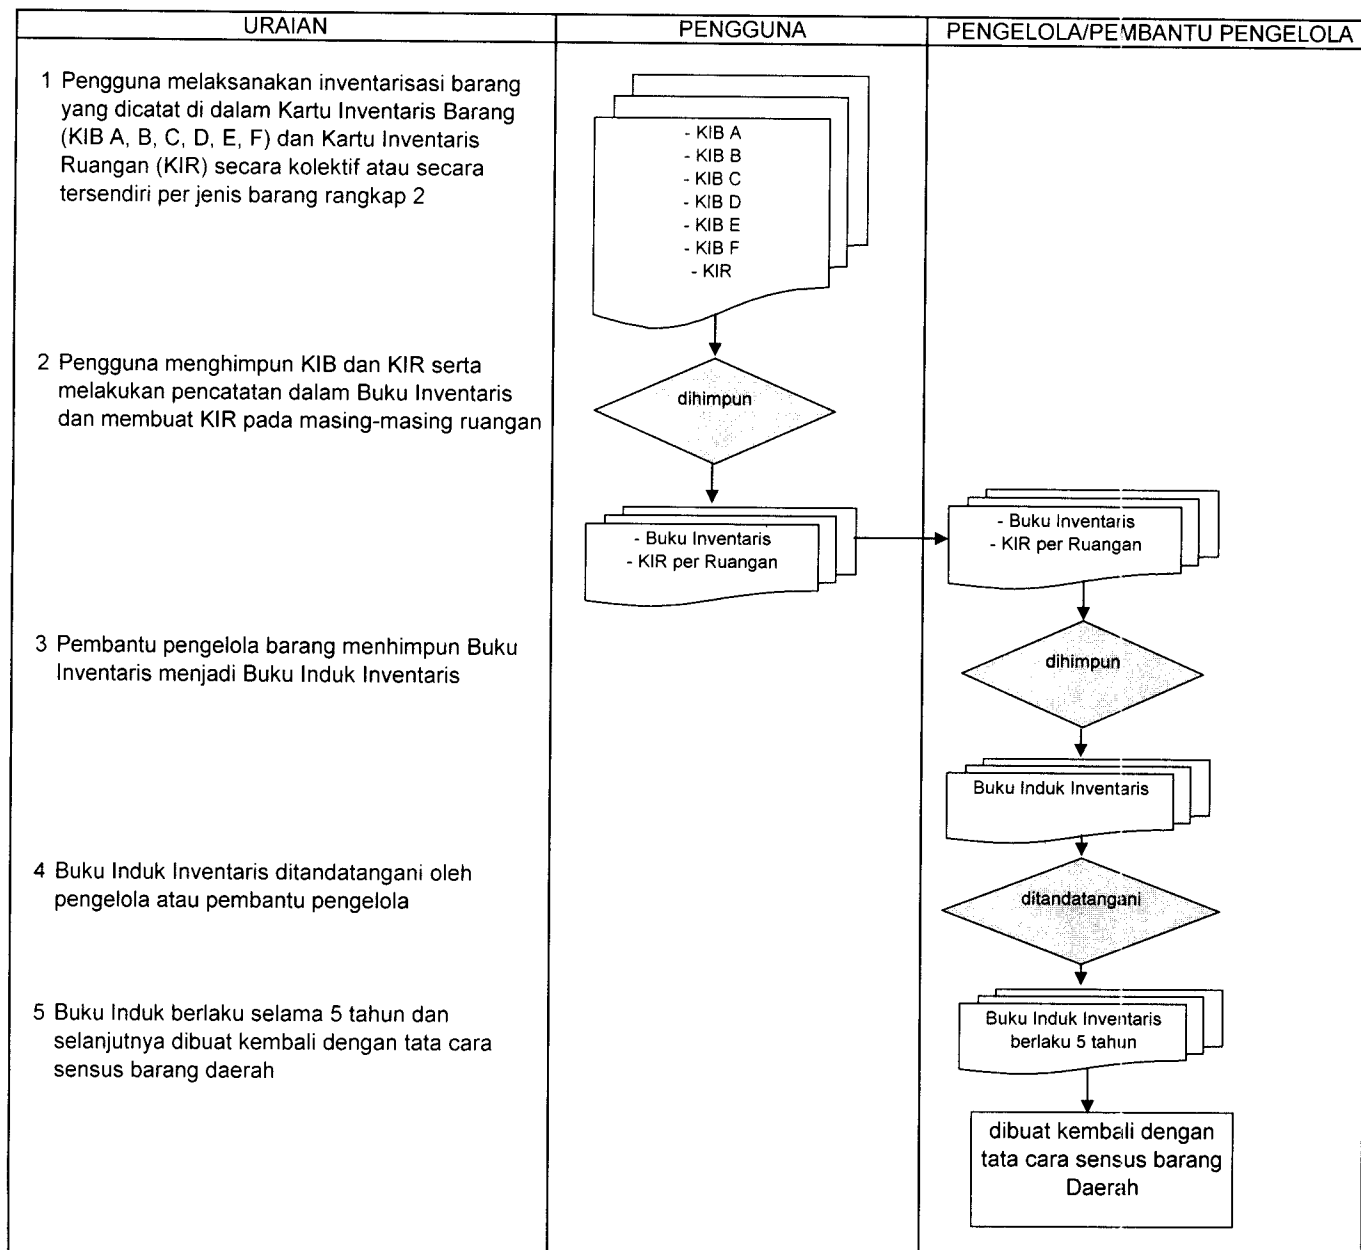 URAIAN
PENGGUNA
PENGELOLA/PEMBANTU PENGELOLA
1 Pengguna melaksanakan inventarisasi barang
yang dicatat di dalam Kartu Inventaris Barang
(KIB A, B, C, D, E, F) dan Kartu Inventaris
Ruangan (KIR) secara kolektif atau secara
tersendiri per jenis barang rangkap 2
- KIB A
- KIB B
- KIB C
- KIB D
- KIB E
- KIB F
- KIR
2 Pengguna menghimpun KIB dan KIR serta
melakukan pencatatan dalam Buku Inventaris
dan membuat KIR pada masing-masing ruangan
dihimpun
- Buku Inventaris
- KIR per Ruangan
- Buku Inventaris
- KIR per Ruangan
3 Pembantu pengelola barang menhimpun Buku
Inventaris menjadi Buku Induk Inventaris
dihimpun
Buku Induk Inventaris
4 Buku Induk Inventaris ditandatangani oleh
pengelola atau pembantu pengelola
ditandatangani
5 Buku Induk berlaku selama 5 tahun dan
selanjutnya dibuat kembali dengan tata cara
sensus barang daerah
Buku Induk Inventaris
berlaku 5 tahun
dibuat kembali dengan
tata cara sensus barang
Daerah